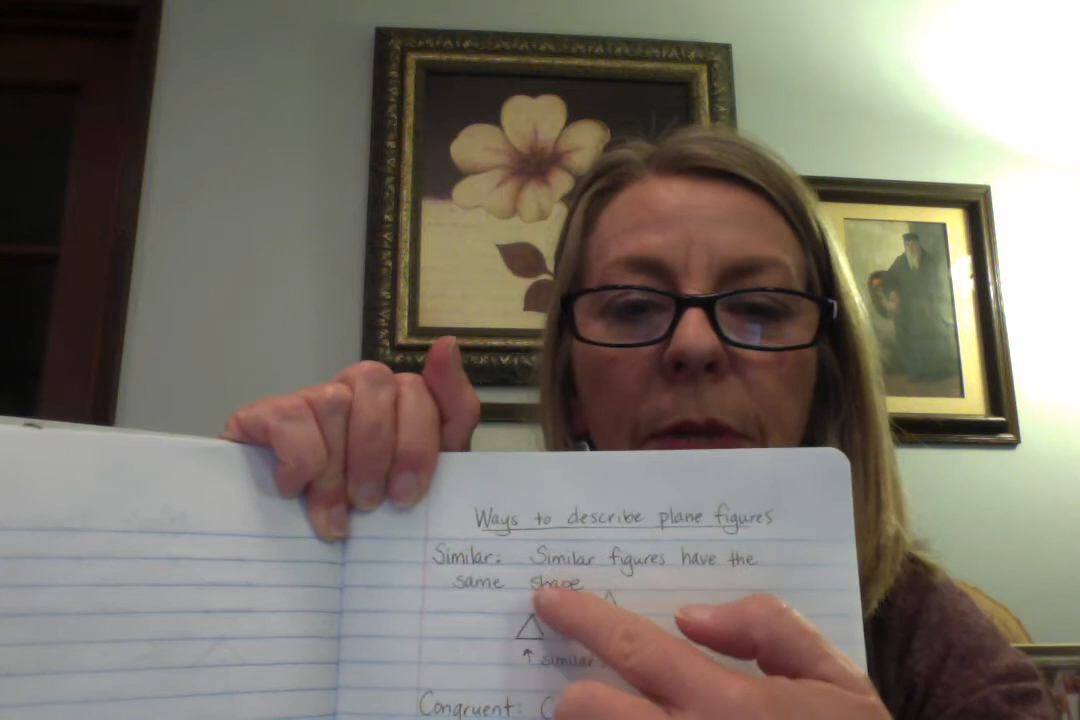 Ways to describe plane figures
Similar: Similar figures have the
same shape
↑ similar
Congruent: C